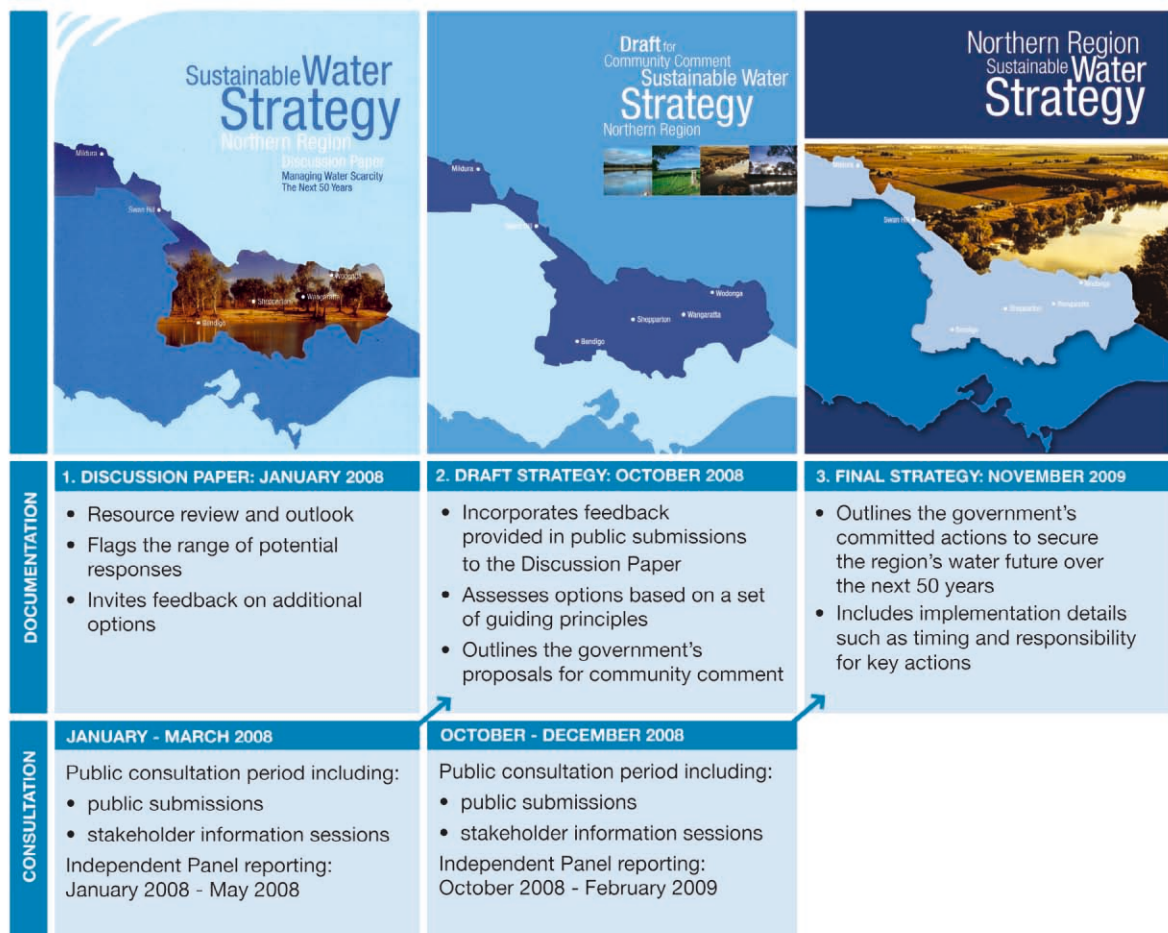 Sustainable Water
Strategy
Northern Region
Discussion Paper
Managing Water Scarcity
The Next 50 Years
Mildura
Swan Hill
Wodonga
Shepparton
Wangaratta
Bendigo
Draft for
Community Comment
Sustainable Water
Strategy
Northern Region
Mildura
Swan Hill
Wodonga
Wangaratta
Shepparton
Bendigo
Northern Region
Sustainable Water
Strategy
Mildura
Swan Hill
Wodonga
Wangaratta
Shepparton
Bendigo
DOCUMENTATION
1. DISCUSSION PAPER: JANUARY 2008
• Resource review and outlook
• Flags the range of potential
responses
• Invites feedback on additional
options
2. DRAFT STRATEGY: OCTOBER 2008
• Incorporates feedback
provided in public submissions
to the Discussion Paper
• Assesses options based on a set
of guiding principles
• Outlines the government's
proposals for community comment
3. FINAL STRATEGY: NOVEMBER 2009
• Outlines the government's
committed actions to secure
the region's water future over
the next 50 years
• Includes implementation details
such as timing and responsibility
for key actions
CONSULTATION
JANUARY - MARCH 2008
Public consultation period including:
• public submissions
• stakeholder information sessions
Independent Panel reporting:
January 2008 - May 2008
OCTOBER - DECEMBER 2008
Public consultation period including:
• public submissions
• stakeholder information sessions
Independent Panel reporting:
October 2008 - February 2009